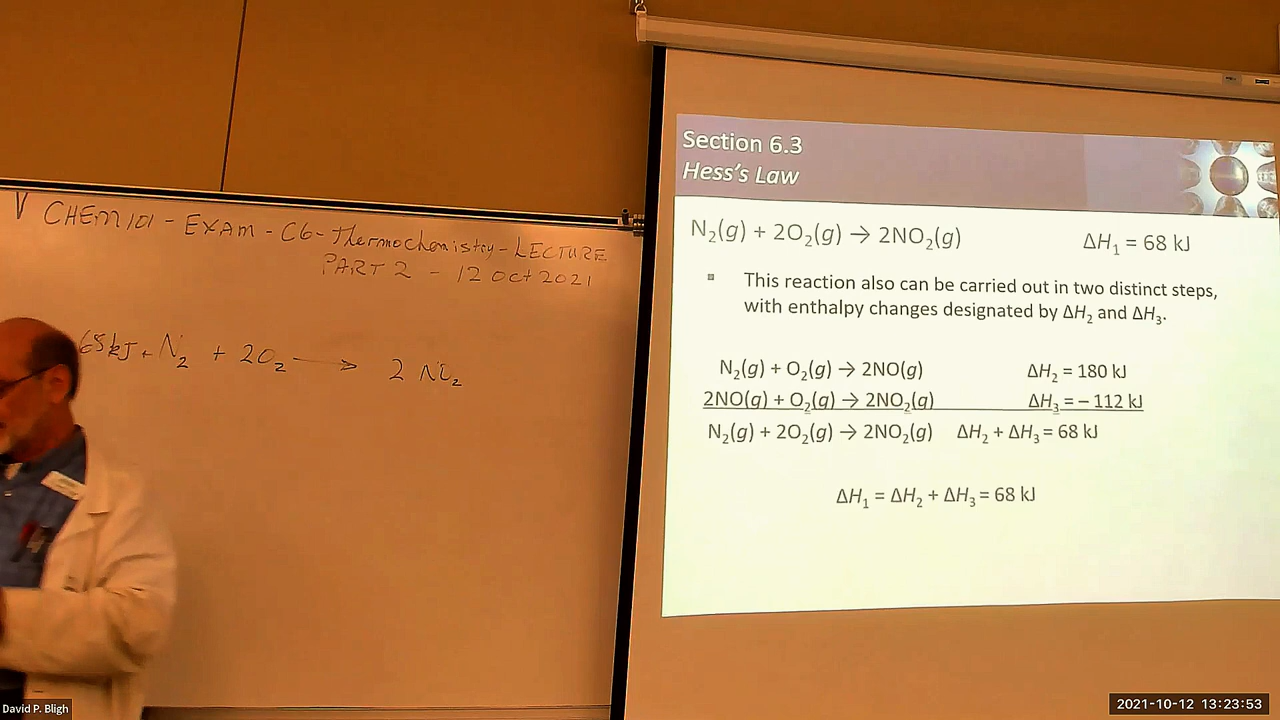 CHEM 101 - EXAM - C6 - Thermochemistry - LECTURE
PART 2 - 12 Oct 2021
68kJ + N₂ + 2O₂ → 2 NO₂
Section 6.3
Hess's Law
N₂(g) + 2O₂(g) → 2NO₂(g) ΔH₁ = 68 kJ
▪ This reaction also can be carried out in two distinct steps,
with enthalpy changes designated by ΔH₂ and ΔH₃.
N₂(g) + O₂(g) → 2NO(g) ΔH₂ = 180 kJ
2NO(g) + O₂(g) → 2NO₂(g) ΔH₃ = – 112 kJ
N₂(g) + 2O₂(g) → 2NO₂(g) ΔH₂ + ΔH₃ = 68 kJ
ΔH₁ = ΔH₂ + ΔH₃ = 68 kJ
David P. Bligh
2021-10-12 13:23:53